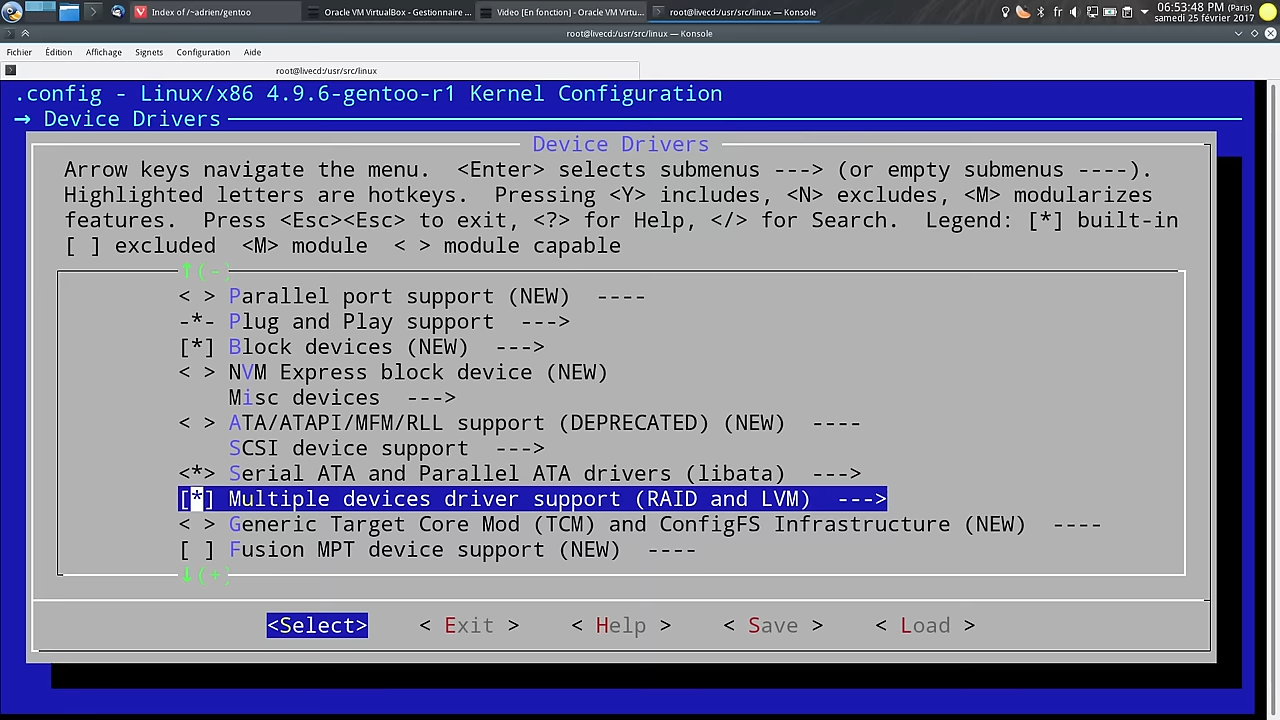 Index of /~adrien/gentoo
Oracle VM VirtualBox - Gestionnaire ...
Video [En fonction] - Oracle VM Virtu...
root@livecd:/usr/src/linux — Konsole
fr
06:53:48 PM (Paris)
samedi 25 février 2017
root@livecd:/usr/src/linux — Konsole
Fichier Édition Affichage Signets Configuration Aide
root@livecd:/usr/src/linux
.config - Linux/x86 4.9.6-gentoo-r1 Kernel Configuration
→ Device Drivers
Device Drivers
Arrow keys navigate the menu. <Enter> selects submenus ---> (or empty submenus ----).
Highlighted letters are hotkeys. Pressing <Y> includes, <N> excludes, <M> modularizes
features. Press <Esc><Esc> to exit, <?> for Help, </> for Search. Legend: [*] built-in
[ ] excluded <M> module < > module capable
↑(-)
< > Parallel port support (NEW) ----
-*- Plug and Play support --->
[*] Block devices (NEW) --->
< > NVM Express block device (NEW)
Misc devices --->
< > ATA/ATAPI/MFM/RLL support (DEPRECATED) (NEW) ----
SCSI device support --->
<*> Serial ATA and Parallel ATA drivers (libata) --->
[*] Multiple devices driver support (RAID and LVM) --->
< > Generic Target Core Mod (TCM) and ConfigFS Infrastructure (NEW) ----
[ ] Fusion MPT device support (NEW) ----
↓(+)
<Select> < Exit > < Help > < Save > < Load >